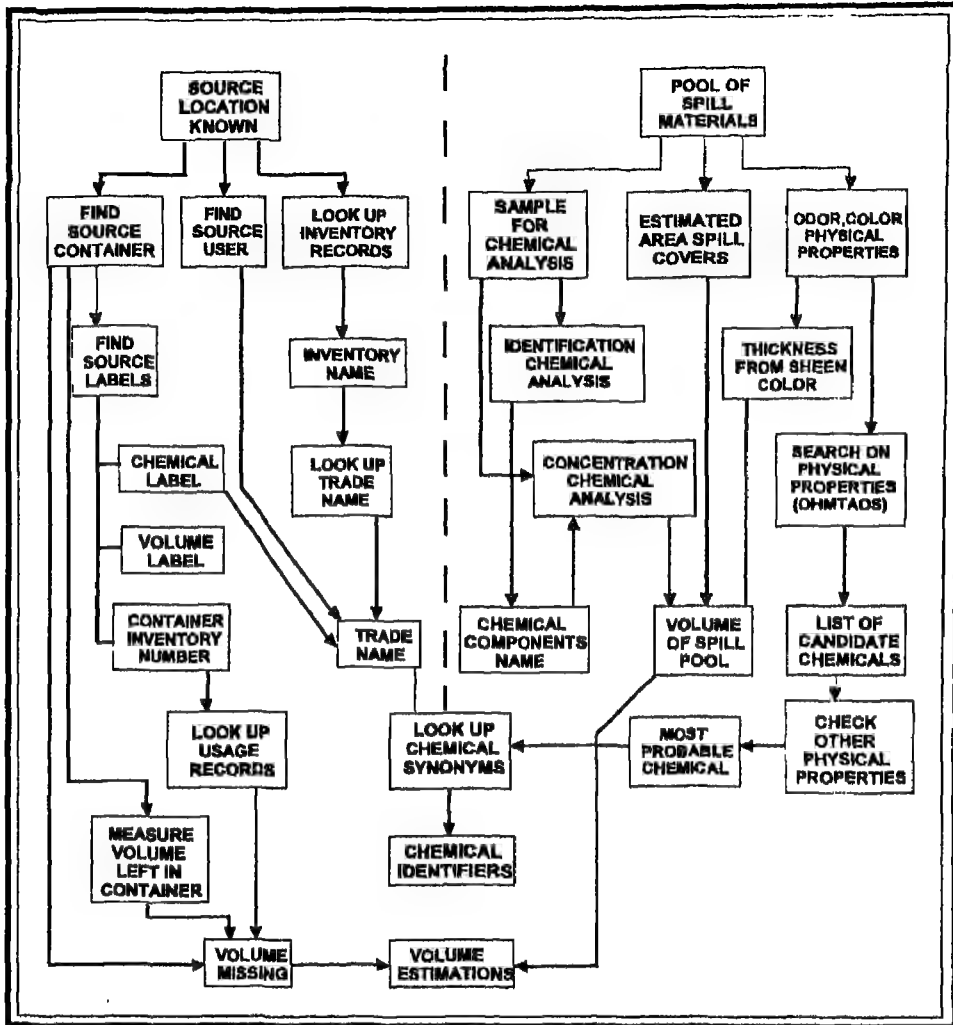 SOURCE
LOCATION
KNOWN
POOL OF
SPILL
MATERIALS
FIND
SOURCE
CONTAINER
FIND
SOURCE
USER
LOOK UP
INVENTORY
RECORDS
SAMPLE
FOR
CHEMICAL
ANALYSIS
ESTIMATED
AREA SPILL
COVERS
ODOR,COLOR
PHYSICAL
PROPERTIES
FIND
SOURCE
LABELS
INVENTORY
NAME
IDENTIFICATION
CHEMICAL
ANALYSIS
THICKNESS
FROM SHEEN
COLOR
CHEMICAL
LABEL
LOOK UP
TRADE
NAME
CONCENTRATION
CHEMICAL
ANALYSIS
SEARCH ON
PHYSICAL
PROPERTIES
(OHMTADS)
VOLUME
LABEL
CONTAINER
INVENTORY
NUMBER
TRADE
NAME
CHEMICAL
COMPONENTS
NAME
VOLUME
OF SPILL
POOL
LIST OF
CANDIDATE
CHEMICALS
LOOK UP
USAGE
RECORDS
LOOK UP
CHEMICAL
SYNONYMS
MOST
PROBABLE
CHEMICAL
CHECK
OTHER
PHYSICAL
PROPERTIES
MEASURE
VOLUME
LEFT IN
CONTAINER
CHEMICAL
IDENTIFIERS
VOLUME
MISSING
VOLUME
ESTIMATIONS